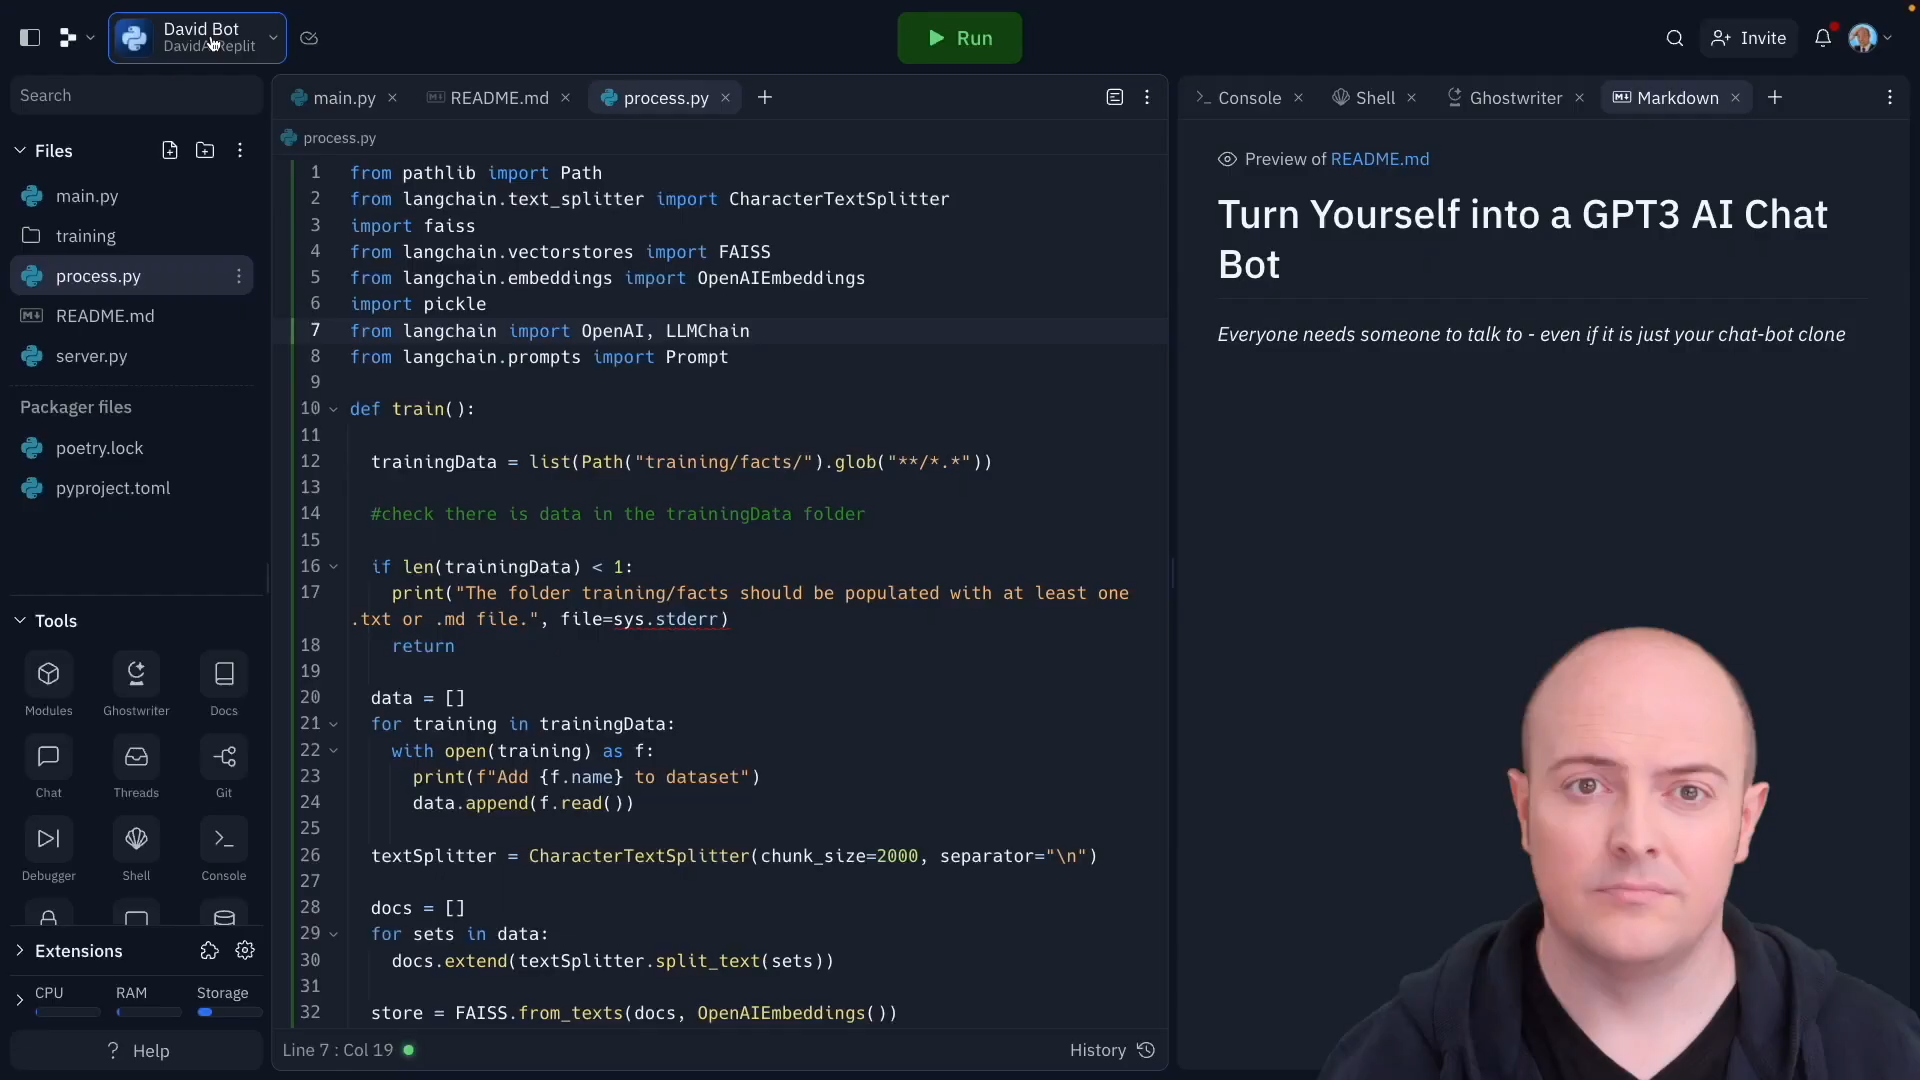 David Bot
Run
Invite
Search
Files
main.py
training
process.py
README.md
server.py
Packager files
poetry.lock
pyproject.toml
Tools
Modules
Ghostwriter
Docs
Chat
Threads
Git
Debugger
Shell
Console
Extensions
CPU
RAM
Storage
? Help
main.py
README.md
process.py
process.py
1 from pathlib import Path
2 from langchain.text_splitter import CharacterTextSplitter
3 import faiss
4 from langchain.vectorstores import FAISS
5 from langchain.embeddings import OpenAIEmbeddings
6 import pickle
7 from langchain import OpenAI, LLMChain
8 from langchain.prompts import Prompt
9
10 def train():
11
12 trainingData = list(Path("training/facts/").glob("**/*.*"))
13
14 #check there is data in the trainingData folder
15
16 if len(trainingData) < 1:
17 print("The folder training/facts should be populated with at least one
.txt or .md file.", file=sys.stderr)
18 return
19
20 data = []
21 for training in trainingData:
22 with open(training) as f:
23 print(f"Add {f.name} to dataset")
24 data.append(f.read())
25
26 textSplitter = CharacterTextSplitter(chunk_size=2000, separator="\n")
27
28 docs = []
29 for sets in data:
30 docs.extend(textSplitter.split_text(sets))
31
32 store = FAISS.from_texts(docs, OpenAIEmbeddings())
Line 7 : Col 19
History
Console
Shell
Ghostwriter
Markdown
Preview of README.md
Turn Yourself into a GPT3 AI Chat
Bot
Everyone needs someone to talk to - even if it is just your chat-bot clone